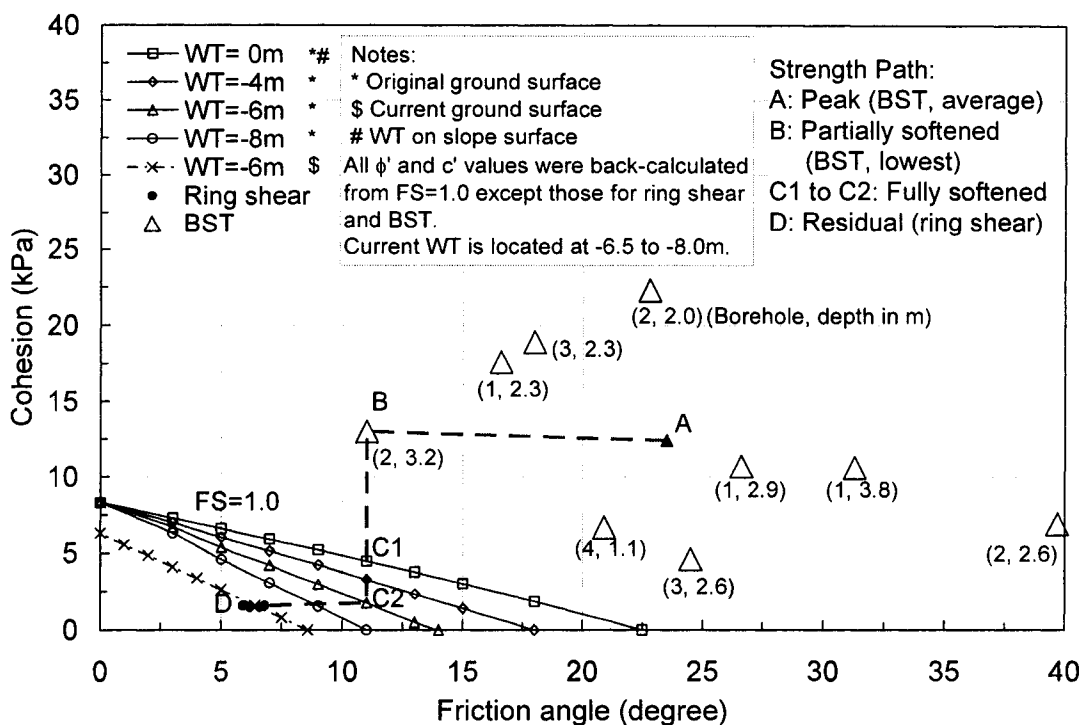 40
35
30
25
20
15
10
5
0
Cohesion (kPa)
WT= 0m *#
WT=-4m *
WT=-6m *
WT=-8m *
WT=-6m $
Ring shear
BST
Notes:
* Original ground surface
$ Current ground surface
# WT on slope surface
All ϕ' and c' values were back-calculated
from FS=1.0 except those for ring shear
and BST.
Current WT is located at -6.5 to -8.0m.
Strength Path:
A: Peak (BST, average)
B: Partially softened
(BST, lowest)
C1 to C2: Fully softened
D: Residual (ring shear)
(2, 2.0) (Borehole, depth in m)
(3, 2.3)
(1, 2.3)
B
A
(2, 3.2)
(1, 2.9)
(1, 3.8)
FS=1.0
(4, 1.1)
(3, 2.6)
(2, 2.6)
C1
C2
D
0 5 10 15 20 25 30 35 40
Friction angle (degree)